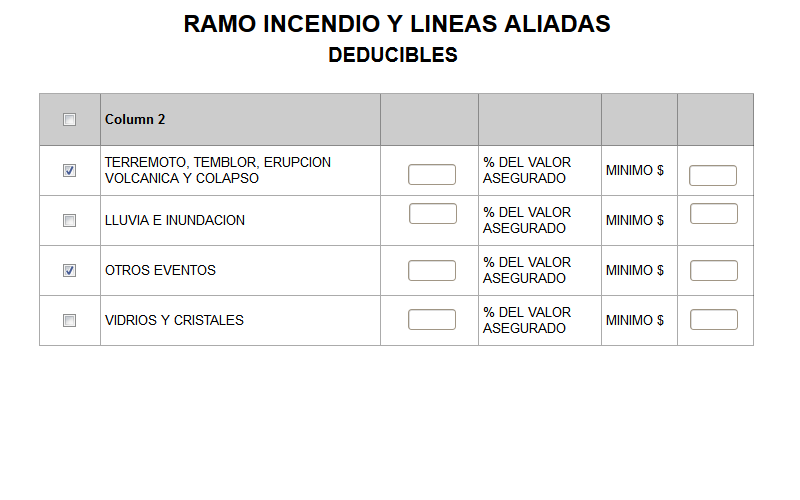 RAMO INCENDIO Y LINEAS ALIADAS
DEDUCIBLES
Column 2
TERREMOTO, TEMBLOR, ERUPCION
VOLCANICA Y COLAPSO
% DEL VALOR
ASEGURADO
MINIMO $
LLUVIA E INUNDACION
% DEL VALOR
ASEGURADO
MINIMO $
OTROS EVENTOS
% DEL VALOR
ASEGURADO
MINIMO $
VIDRIOS Y CRISTALES
% DEL VALOR
ASEGURADO
MINIMO $